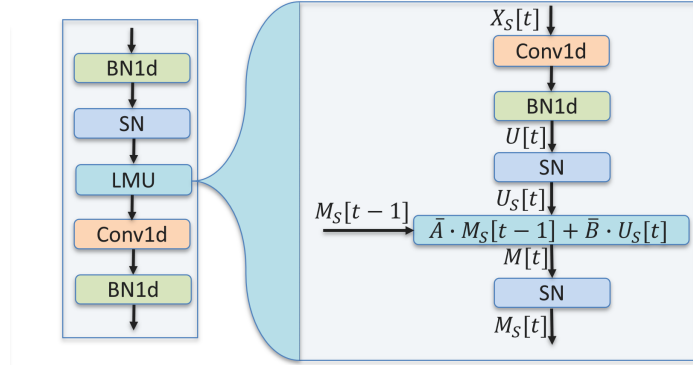 BN1d
SN
LMU
Conv1d
BN1d
X_S[t]
Conv1d
BN1d
U[t]
SN
U_S[t]
M_S[t − 1]
Ā · M_S[t − 1] + B̄ · U_S[t]
M[t]
SN
M_S[t]